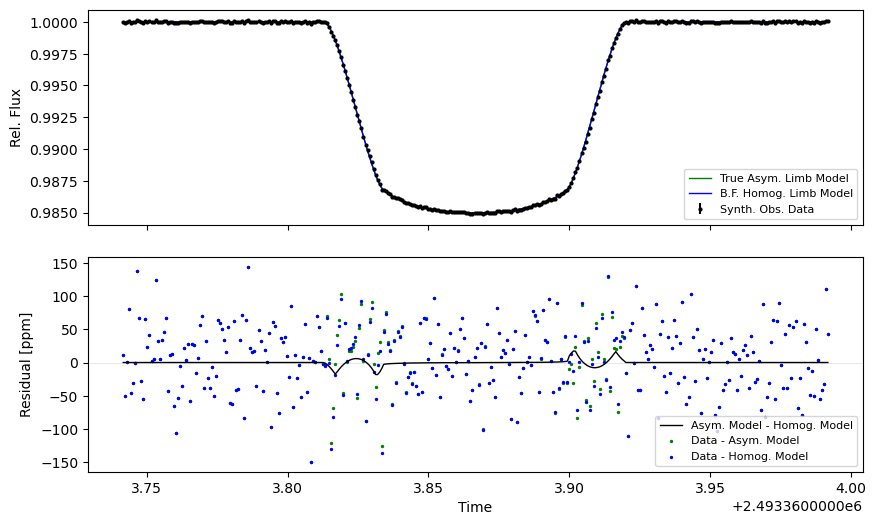 1.0000
0.9975
0.9950
0.9925
0.9900
0.9875
0.9850
Rel. Flux
True Asym. Limb Model
B.F. Homog. Limb Model
Synth. Obs. Data
150
100
50
0
−50
−100
−150
Residual [ppm]
Asym. Model - Homog. Model
Data - Asym. Model
Data - Homog. Model
3.75
3.80
3.85
3.90
3.95
4.00
Time
+2.4933600000e6